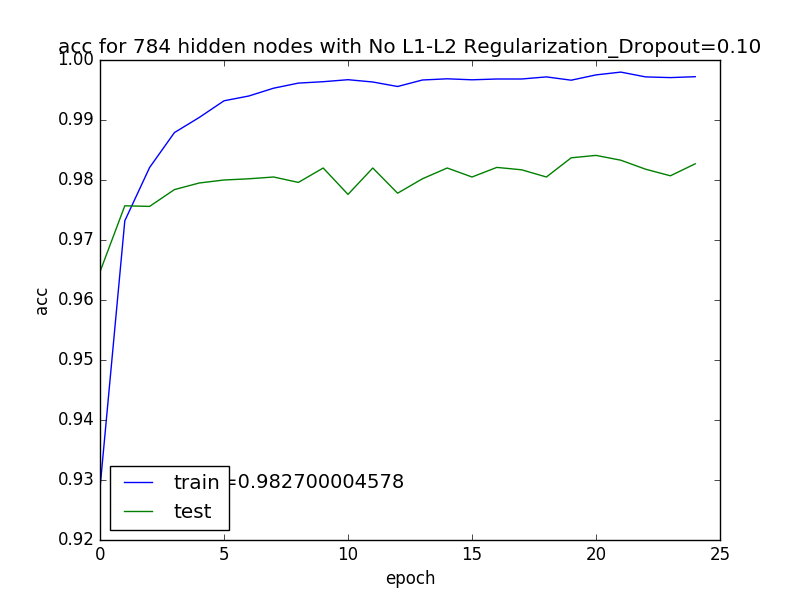 acc for 784 hidden nodes with No L1-L2 Regularization_Dropout=0.10
1.00
0.99
0.98
0.97
0.96
0.95
0.94
0.93
0.92
acc
train
=0.982700004578
test
0 5 10 15 20 25
epoch